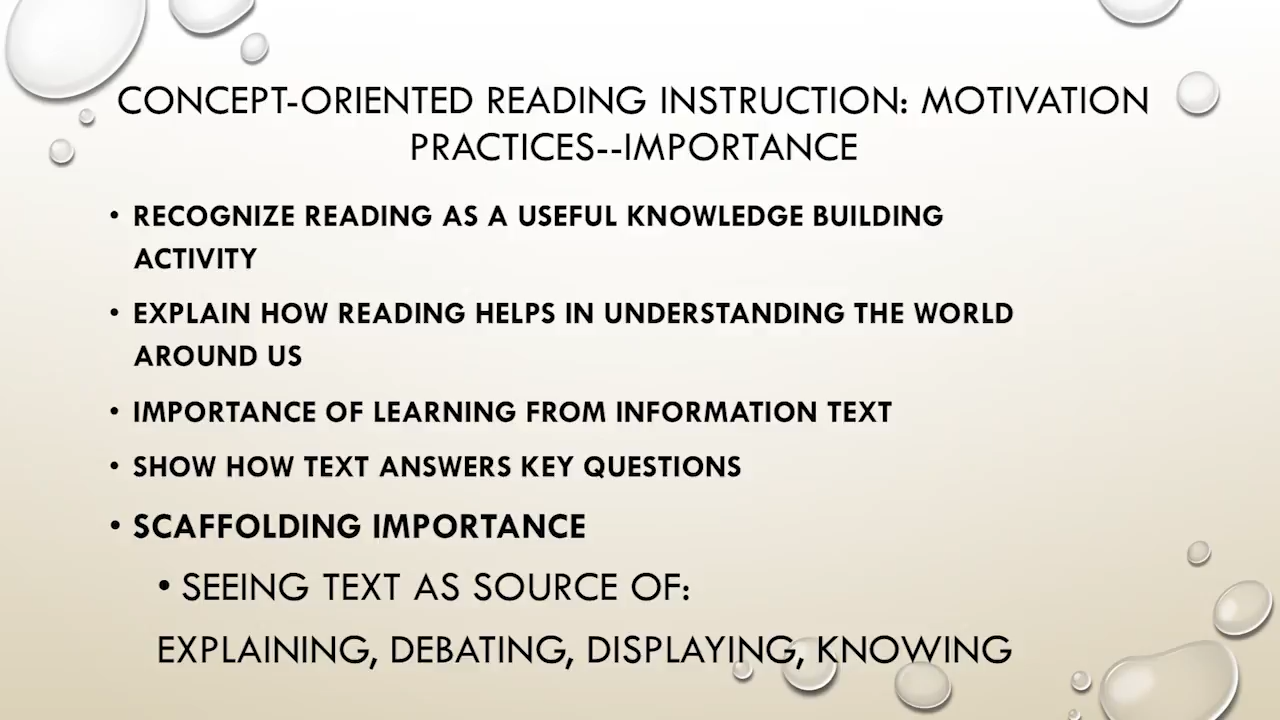 CONCEPT-ORIENTED READING INSTRUCTION: MOTIVATION
PRACTICES--IMPORTANCE
• RECOGNIZE READING AS A USEFUL KNOWLEDGE BUILDING
ACTIVITY
• EXPLAIN HOW READING HELPS IN UNDERSTANDING THE WORLD
AROUND US
• IMPORTANCE OF LEARNING FROM INFORMATION TEXT
• SHOW HOW TEXT ANSWERS KEY QUESTIONS
• SCAFFOLDING IMPORTANCE
• SEEING TEXT AS SOURCE OF:
EXPLAINING, DEBATING, DISPLAYING, KNOWING